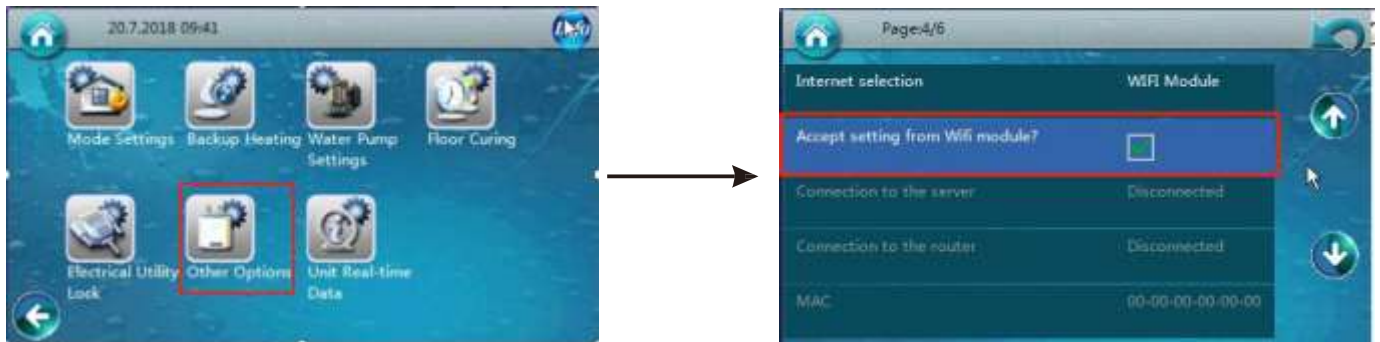 20.7.2018 09:41
Mode Settings
Backup Heating
Water Pump
Settings
Floor Curing
Electrical Utility
Lock
Other Options
Unit Real-time
Data
Page:4/6
Internet selection
WIFI Module
Accept setting from Wifi module?
Connection to the server
Disconnected
Connection to the router
Disconnected
MAC
00-00-00-00-00-00